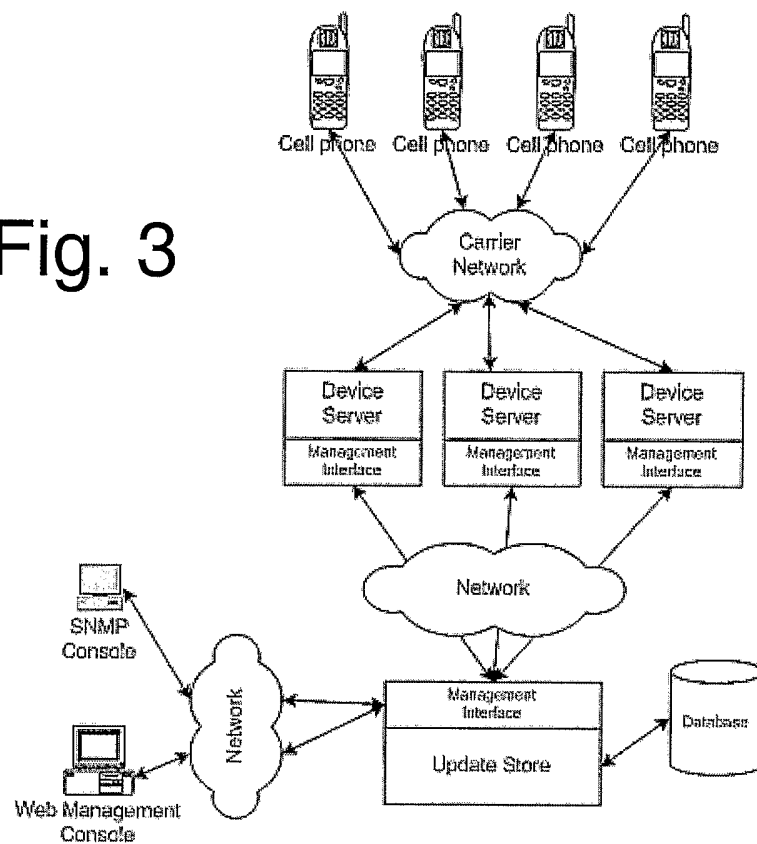 Cell phone Cell phone Cell phone Cell phone
Fig. 3
Carrier
Network
Device
Server
Management
Interface
Device
Server
Management
Interface
Device
Server
Management
Interface
Network
SNMP
Console
Network
Management
Interface
Update Store
Database
Web Management
Console